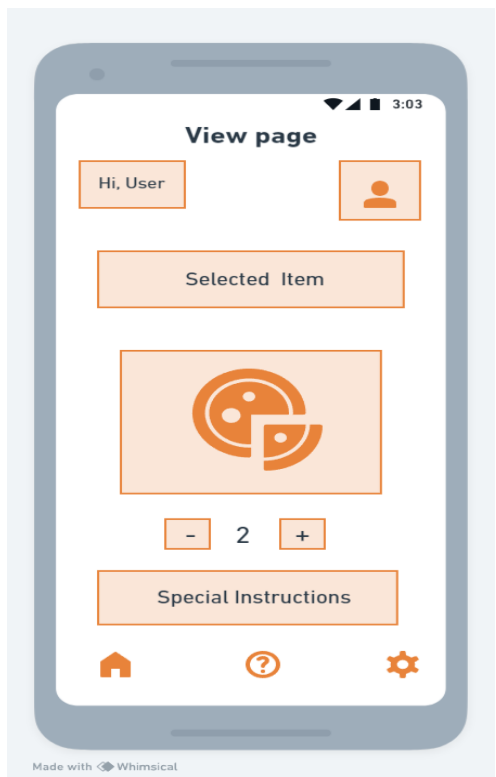 3:03
View page
Hi, User
Selected Item
- 2 +
Special Instructions
?
Made with Whimsical